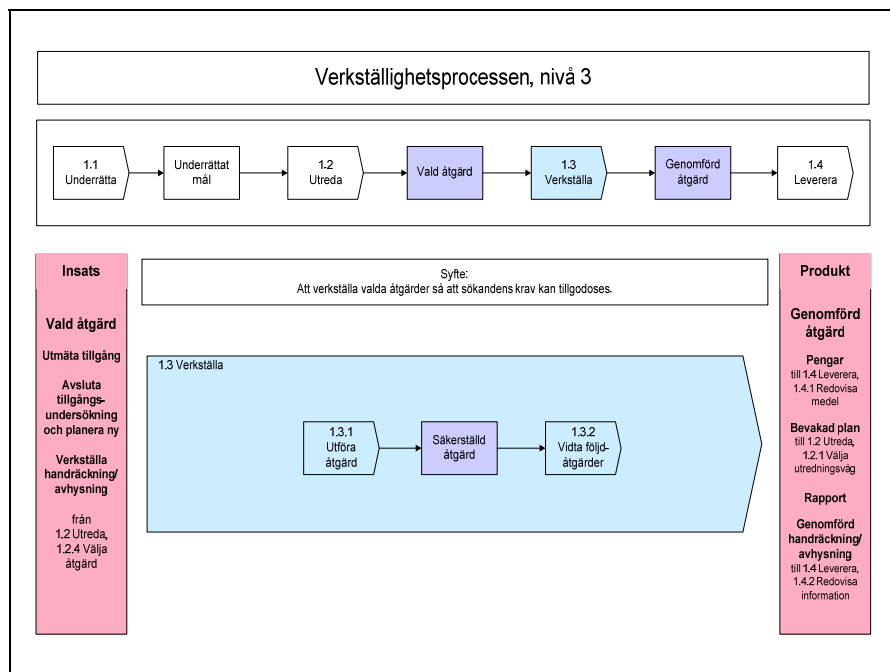 Verkställighetsprocessen, nivå 3
1.1
Underrätta
Underrättat
mål
1.2
Utreda
Vald åtgärd
1.3
Verkställa
Genomförd
åtgärd
1.4
Leverera
Insats
Vald åtgärd
Utmäta tillgång
Avsluta
tillgångs-
undersökning
och planera ny
Verkställa
handräckning/
avhysning
från
1.2 Utreda,
1.2.4 Välja
åtgärd
Syfte:
Att verkställa valda åtgärder så att sökandens krav kan tillgodoses.
1.3 Verkställa
1.3.1
Utföra
åtgärd
Säkerställd
åtgärd
1.3.2
Vidta följd-
åtgärder
Produkt
Genomförd
åtgärd
Pengar
till 1.4 Leverera,
1.4.1 Redovisa
medel
Bevakad plan
till 1.2 Utreda,
1.2.1 Välja
utredningsväg
Rapport
Genomförd
handräckning/
avhysning
till 1.4 Leverera,
1.4.2 Redovisa
information